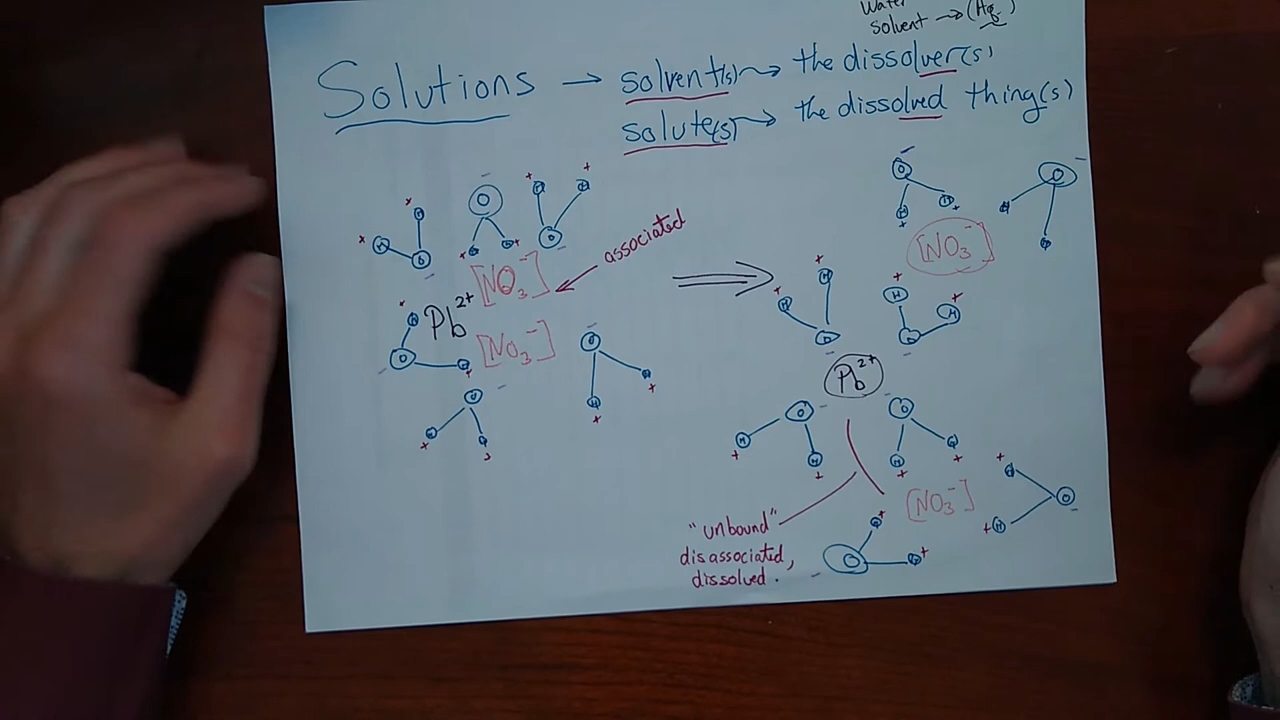 Water
solvent → (Aq)
Solutions → solvent(s) → the dissolver(s)
solute(s) → the dissolved thing(s)
associated
[NO3-]
Pb2+
[NO3-]
[NO3-]
Pb2+
[NO3-]
"unbound"
disassociated,
dissolved.